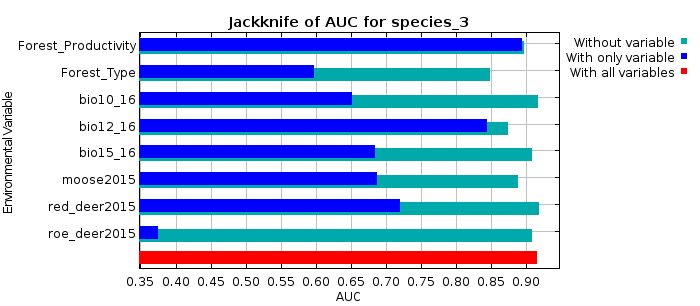 Jackknife of AUC for species_3
Environmental Variable
Forest_Productivity
Forest_Type
bio10_16
bio12_16
bio15_16
moose2015
red_deer2015
roe_deer2015
0.35 0.40 0.45 0.50 0.55 0.60 0.65 0.70 0.75 0.80 0.85 0.90
AUC
Without variable
With only variable
With all variables